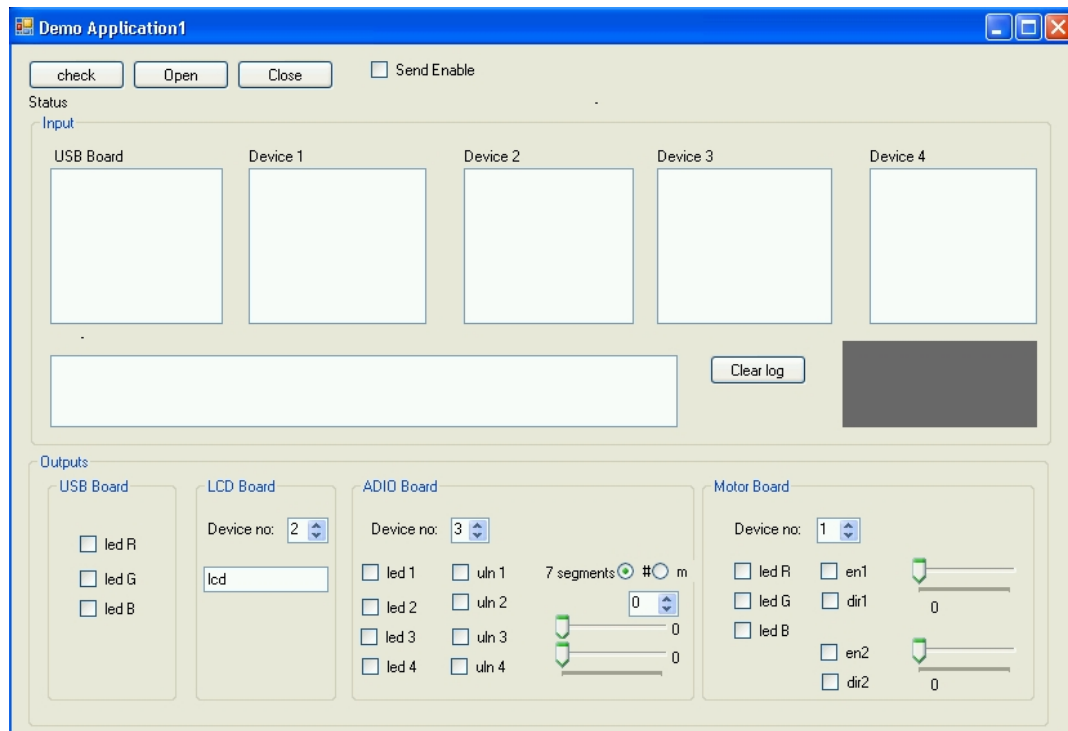 Demo Application1
check Open Close Send Enable
Status
Input
USB Board Device 1 Device 2 Device 3 Device 4
Clear log
Outputs
USB Board LCD Board ADIO Board Motor Board
Device no: 2 Device no: 3 Device no: 1
led R
led G
led B
lcd
led 1 uln 1 7 segments # m
led 2 uln 2 0
led 3 uln 3 0
led 4 uln 4 0
led R en1
led G dir1 0
led B
en2
dir2 0